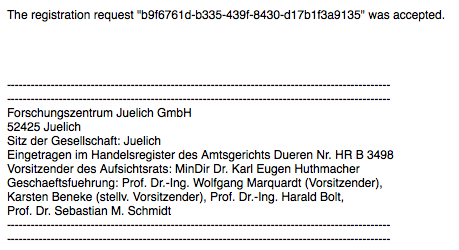 The registration request "b9f6761d-b335-439f-8430-d17b1f3a9135" was accepted.
------------------------------------------------------------------------------------------------
------------------------------------------------------------------------------------------------
Forschungszentrum Juelich GmbH
52425 Juelich
Sitz der Gesellschaft: Juelich
Eingetragen im Handelsregister des Amtsgerichts Dueren Nr. HR B 3498
Vorsitzender des Aufsichtsrats: MinDir Dr. Karl Eugen Huthmacher
Geschaeftsfuehrung: Prof. Dr.-Ing. Wolfgang Marquardt (Vorsitzender),
Karsten Beneke (stellv. Vorsitzender), Prof. Dr.-Ing. Harald Bolt,
Prof. Dr. Sebastian M. Schmidt
------------------------------------------------------------------------------------------------
------------------------------------------------------------------------------------------------